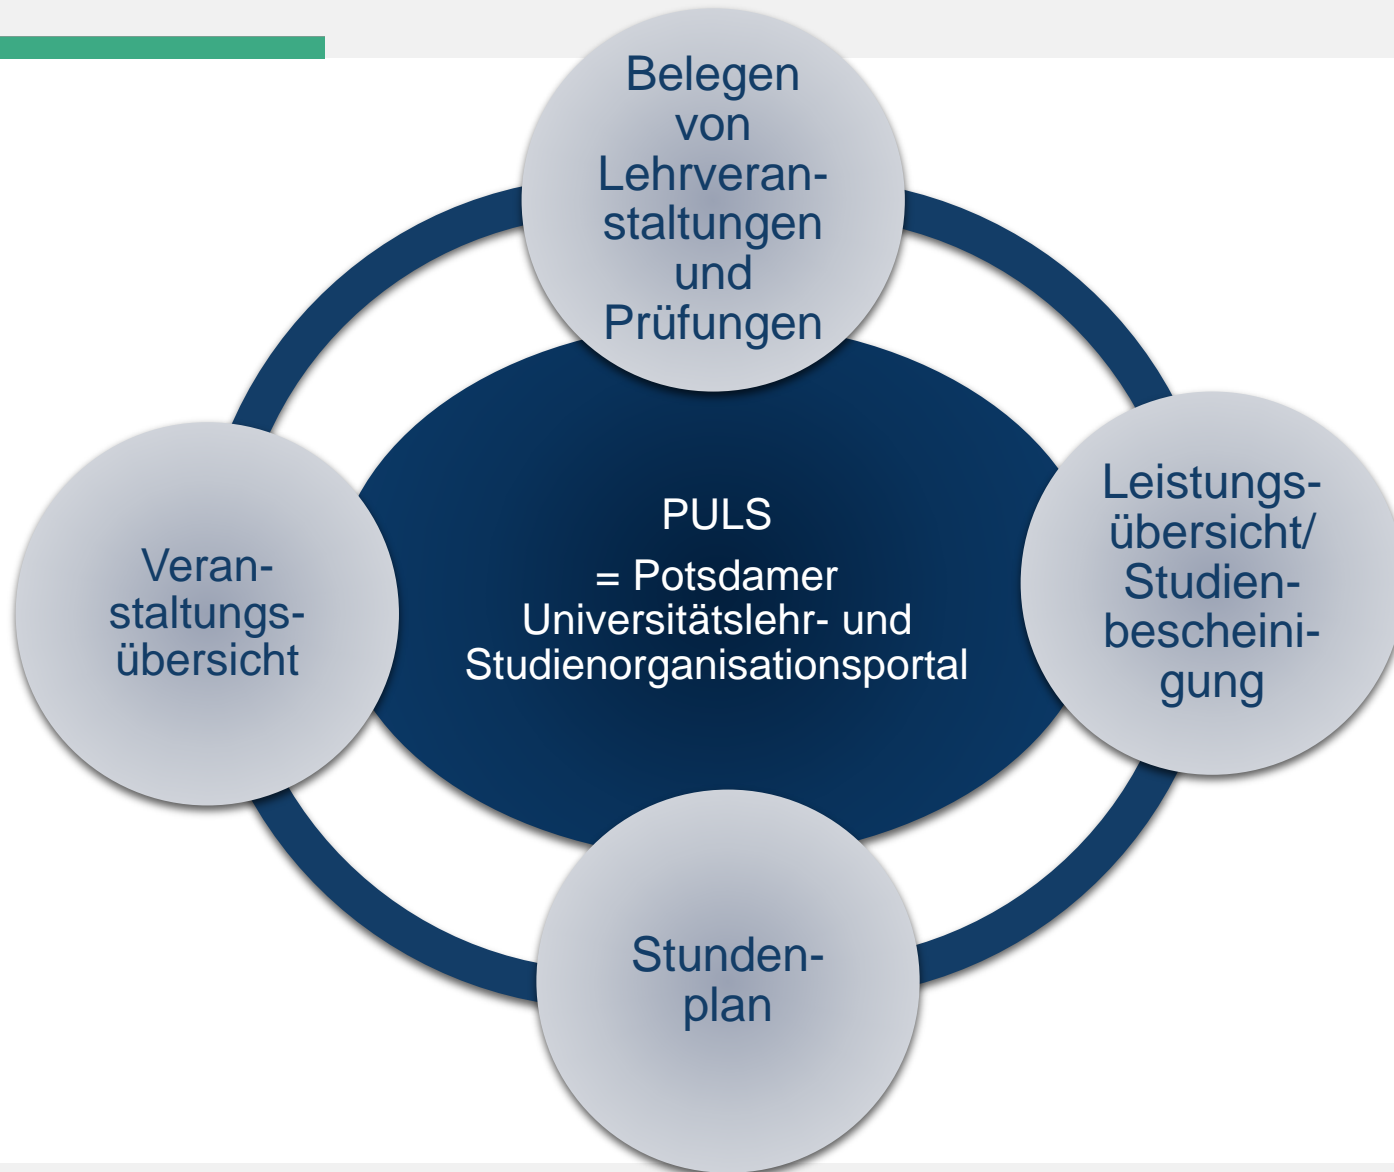 Belegen
von
Lehrveran-
staltungen
und
Prüfungen
Leistungs-
übersicht/
Studien-
bescheini-
gung
PULS
= Potsdamer
Universitätslehr- und
Studienorganisationsportal
Veran-
staltungs-
übersicht
Stunden-
plan